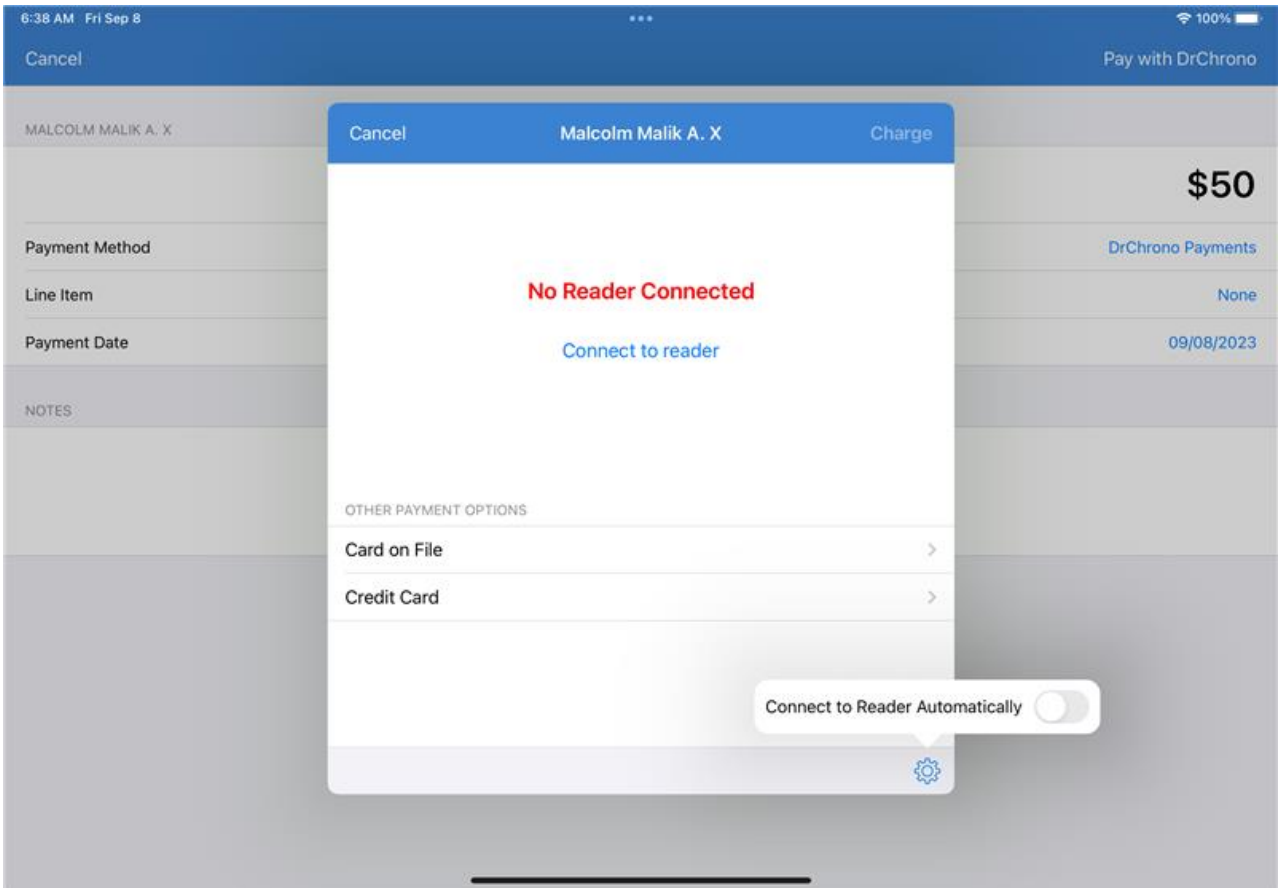 6:38 AM Fri Sep 8
100%
Cancel
Pay with DrChrono
MALCOLM MALIK A. X
$50
Payment Method
DrChrono Payments
Line Item
None
Payment Date
09/08/2023
NOTES
Cancel
Malcolm Malik A. X
Charge
No Reader Connected
Connect to reader
OTHER PAYMENT OPTIONS
Card on File
Credit Card
Connect to Reader Automatically